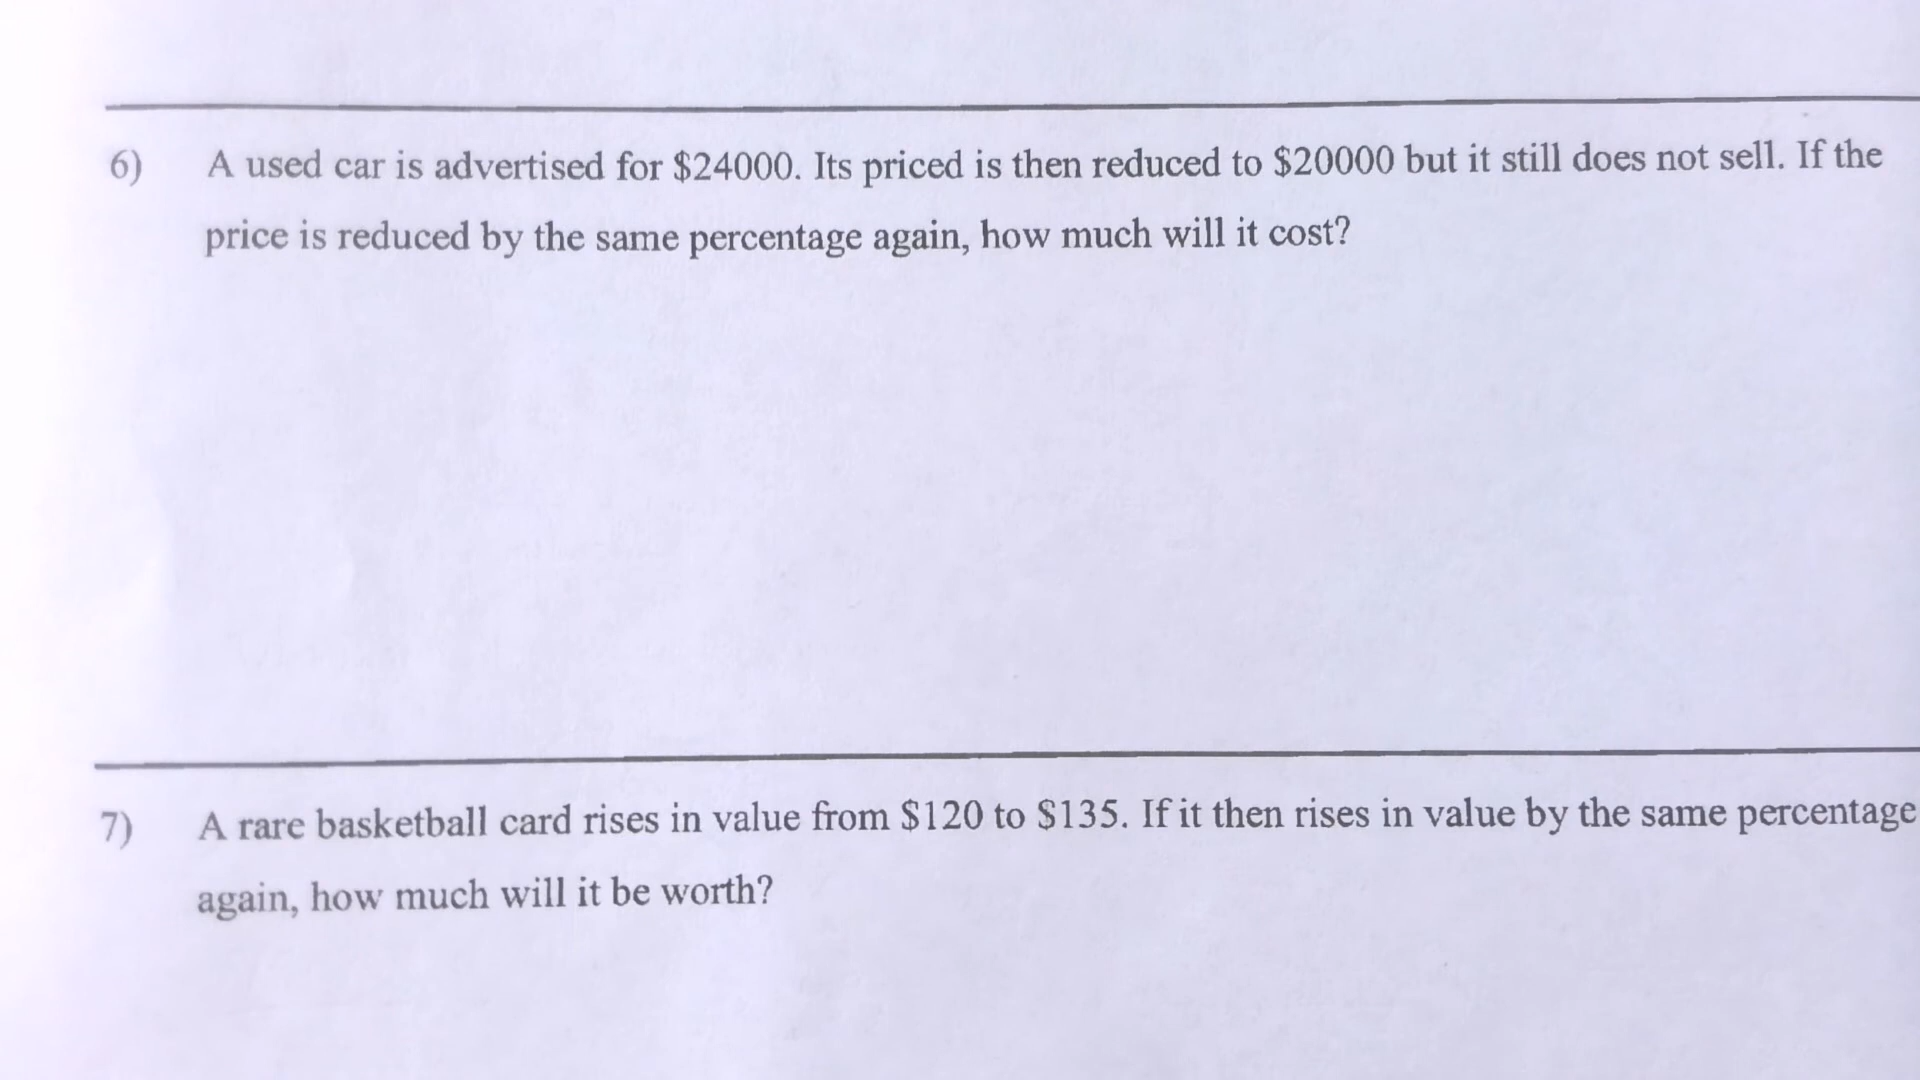 6) A used car is advertised for $24000. Its priced is then reduced to $20000 but it still does not sell. If the
price is reduced by the same percentage again, how much will it cost?
7) A rare basketball card rises in value from $120 to $135. If it then rises in value by the same percentage
again, how much will it be worth?